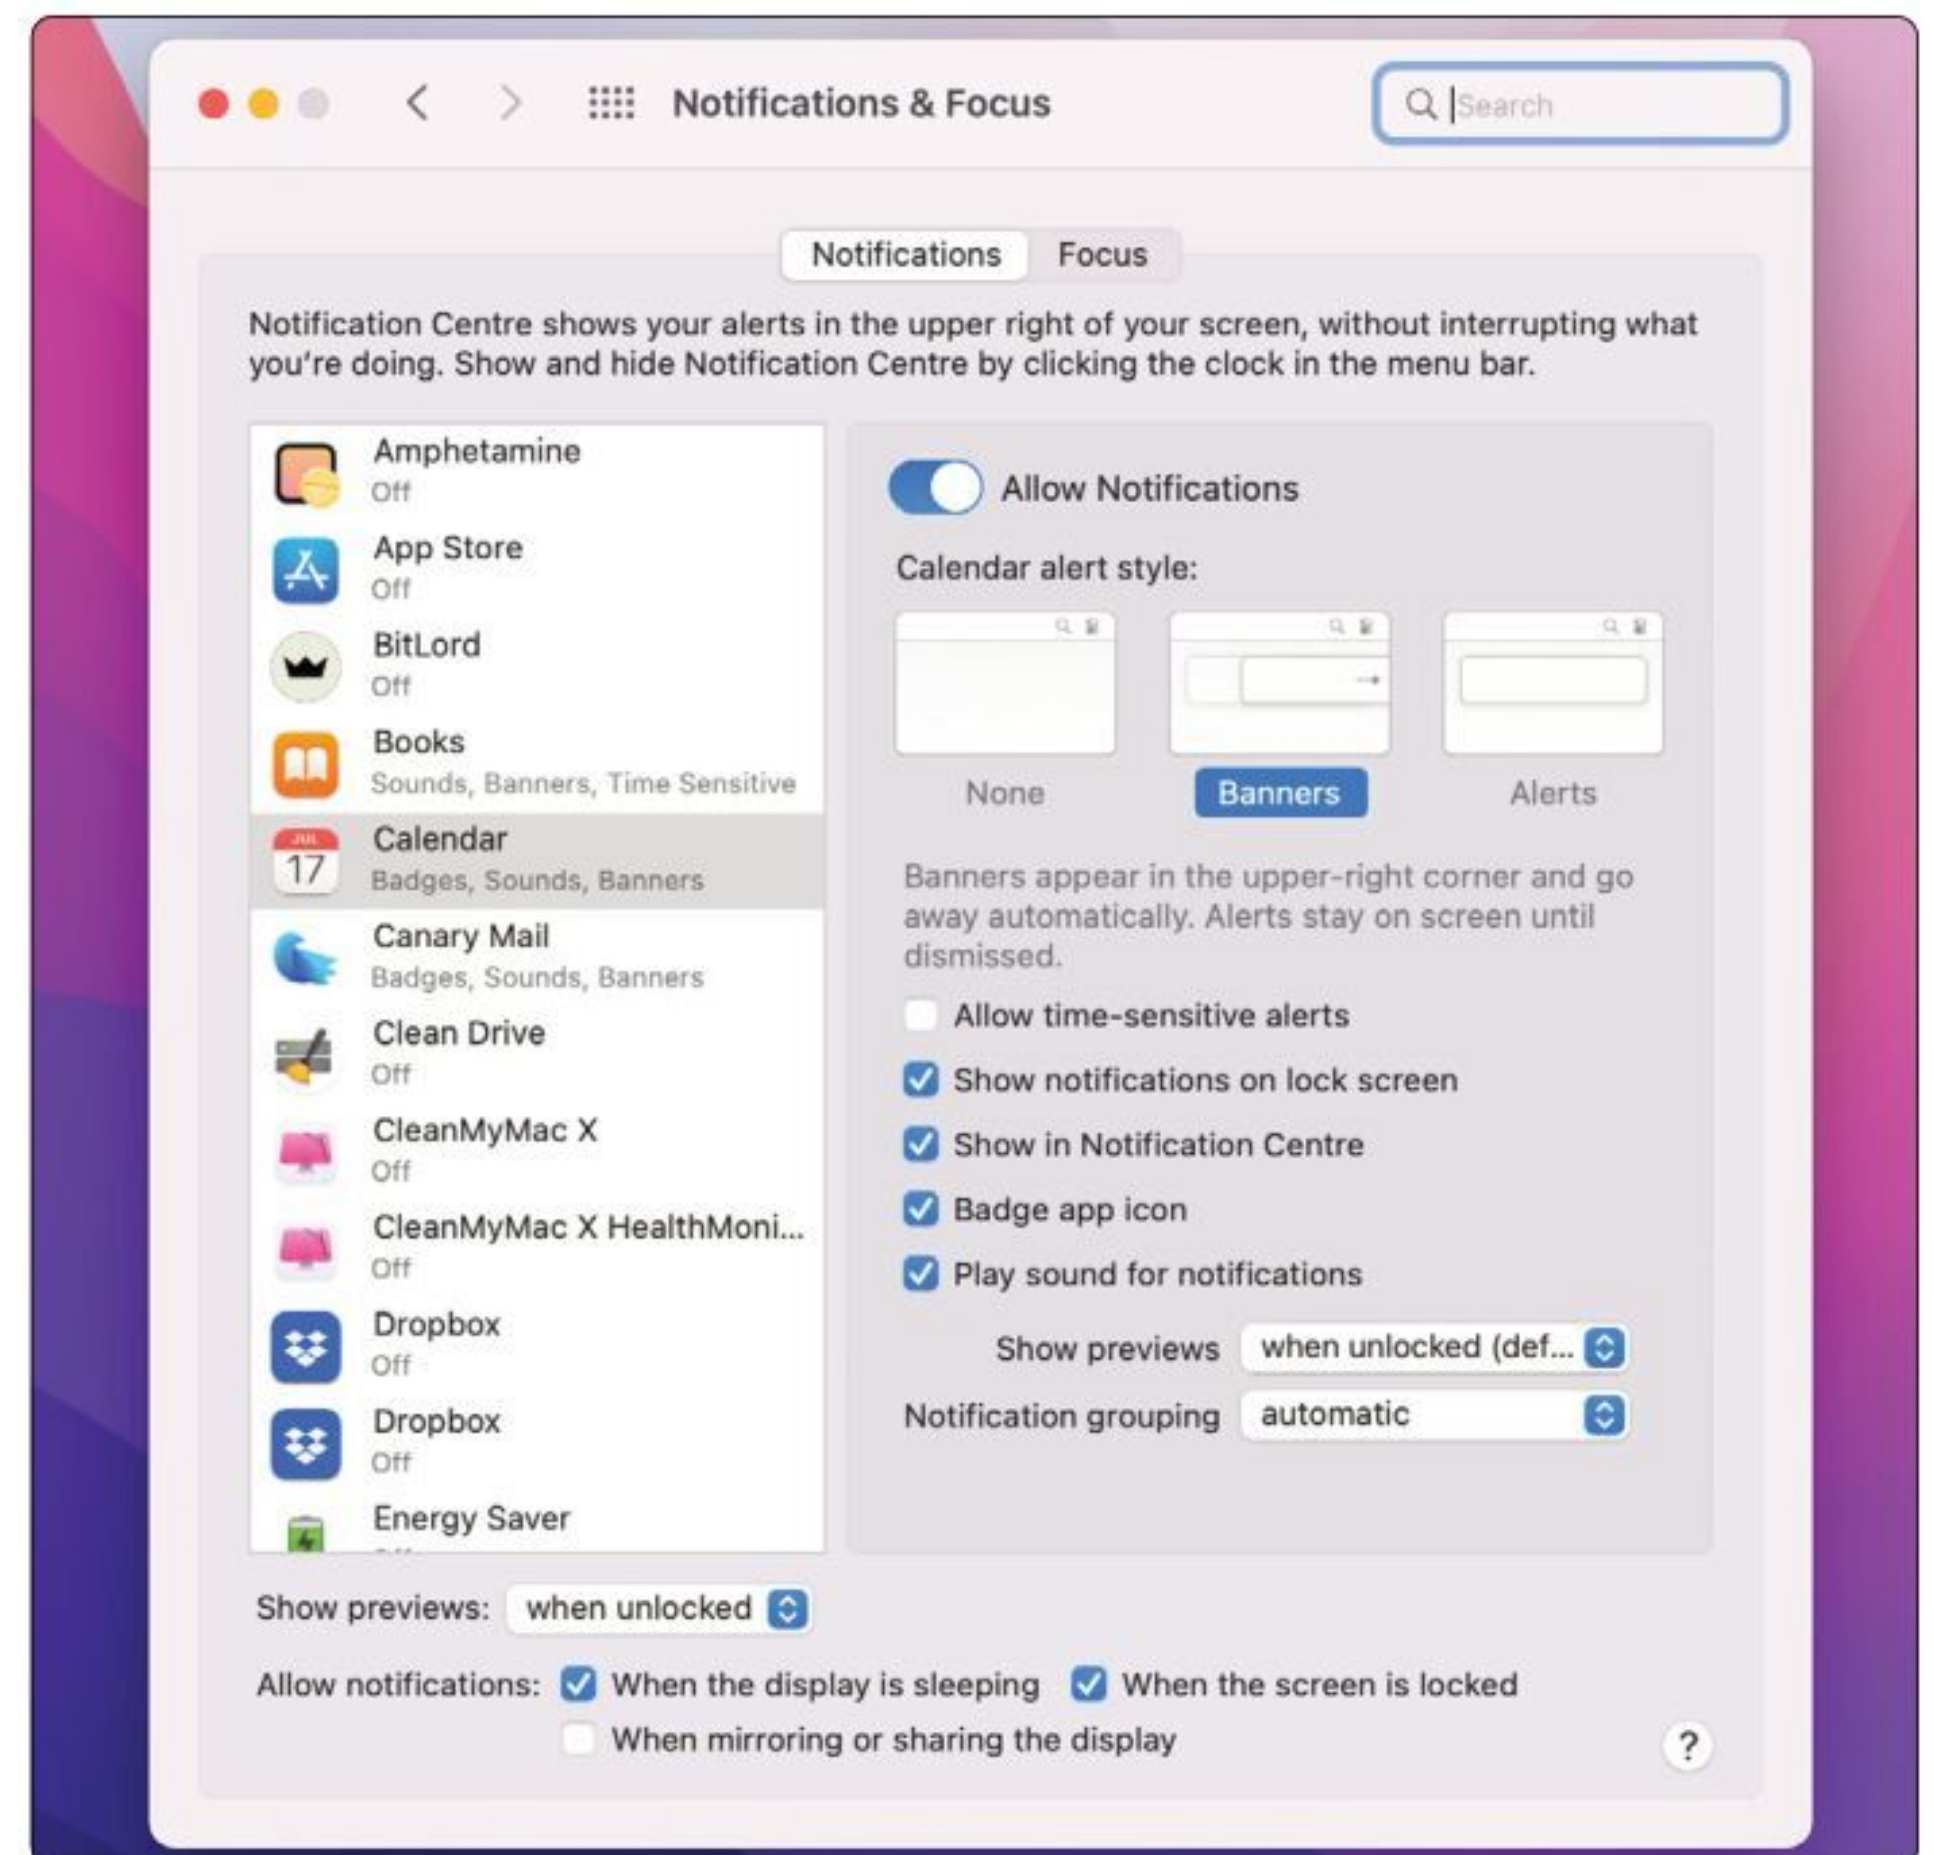 Notifications & Focus
Search
Notifications
Focus
Notification Centre shows your alerts in the upper right of your screen, without interrupting what
you're doing. Show and hide Notification Centre by clicking the clock in the menu bar.
Amphetamine
Off
App Store
Off
BitLord
Off
Books
Sounds, Banners, Time Sensitive
JUL
17
Calendar
Badges, Sounds, Banners
Canary Mail
Badges, Sounds, Banners
Clean Drive
Off
CleanMyMac X
Off
CleanMyMac X HealthMoni...
Off
Dropbox
Off
Dropbox
Off
Energy Saver
Allow Notifications
Calendar alert style:
None
Banners
Alerts
Banners appear in the upper-right corner and go
away automatically. Alerts stay on screen until
dismissed.
Allow time-sensitive alerts
Show notifications on lock screen
Show in Notification Centre
Badge app icon
Play sound for notifications
Show previews when unlocked (def...
Notification grouping automatic
Show previews: when unlocked
Allow notifications: When the display is sleeping When the screen is locked
When mirroring or sharing the display
?